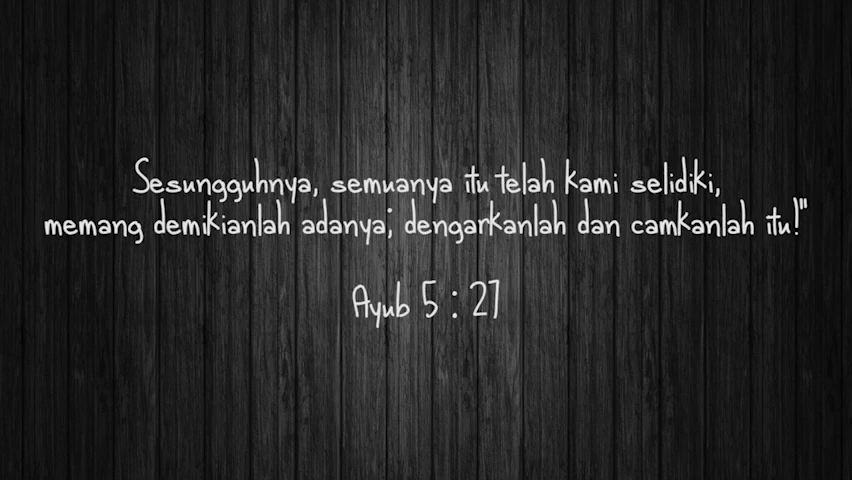 Sesungguhnya, semuanya itu telah kami selidiki,
memang demikianlah adanya; dengarkanlah dan camkanlah itu!"
Ayub 5 : 27